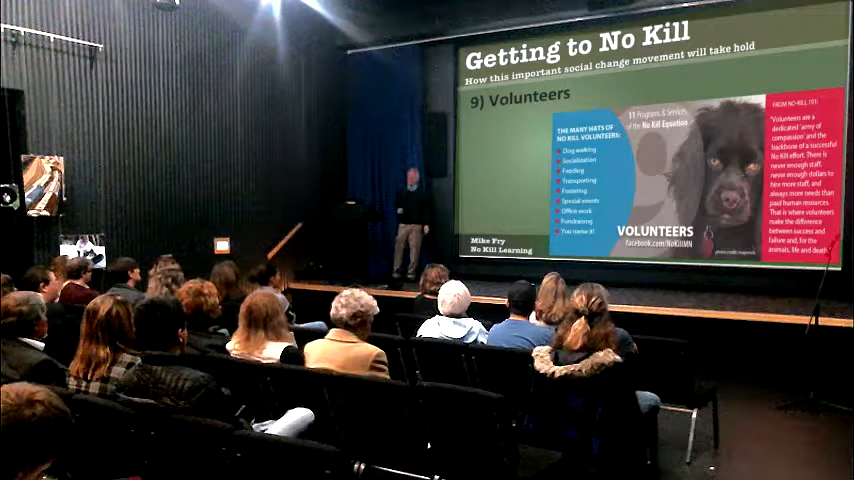 Getting to No Kill
How this important social change movement will take hold
9) Volunteers
THE MANY HATS OF
NO KILL VOLUNTEERS:
Dog walking
Socialization
Feeding
Transporting
Fostering
Special events
Office work
Fundraising
You name it!
11 Programs & Services
of the No Kill Equation
VOLUNTEERS
facebook.com/NoKillMN
FROM NO-KILL 101:
"Volunteers are a
dedicated 'army of
compassion' and the
backbone of a successful
No Kill effort. There is
never enough staff,
never enough dollars to
hire more staff, and
always more needs than
paid human resources.
That is where volunteers
make the difference
between success and
failure and, for the
animals, life and death."
Mike Fry
No Kill Learning